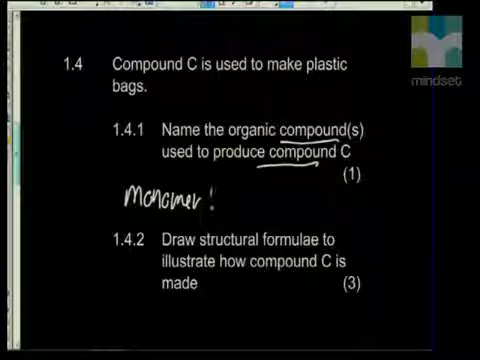 mindset
1.4 Compound C is used to make plastic
bags.
1.4.1 Name the organic compound(s)
used to produce compound C
(1)
monomer!
1.4.2 Draw structural formulae to
illustrate how compound C is
made (3)